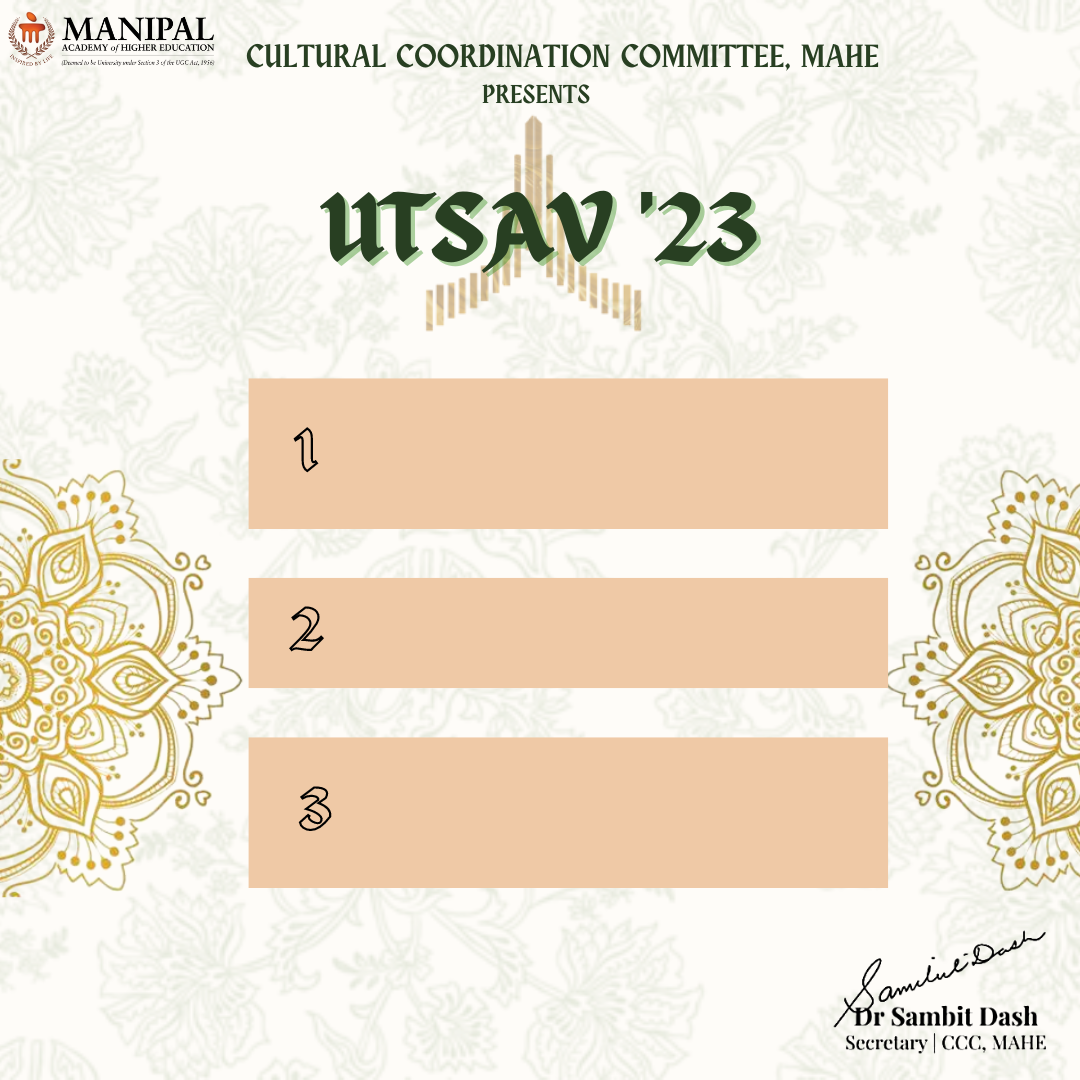 MANIPAL
ACADEMY of HIGHER EDUCATION
(Deemed to be University under Section 3 of the UGC Act, 1956)
INSPIRED BY LIFE
CULTURAL COORDINATION COMMITTEE, MAHE
PRESENTS
UTSAV '23
1
2
3
Sambit Dash
Dr Sambit Dash
Secretary | CCC, MAHE